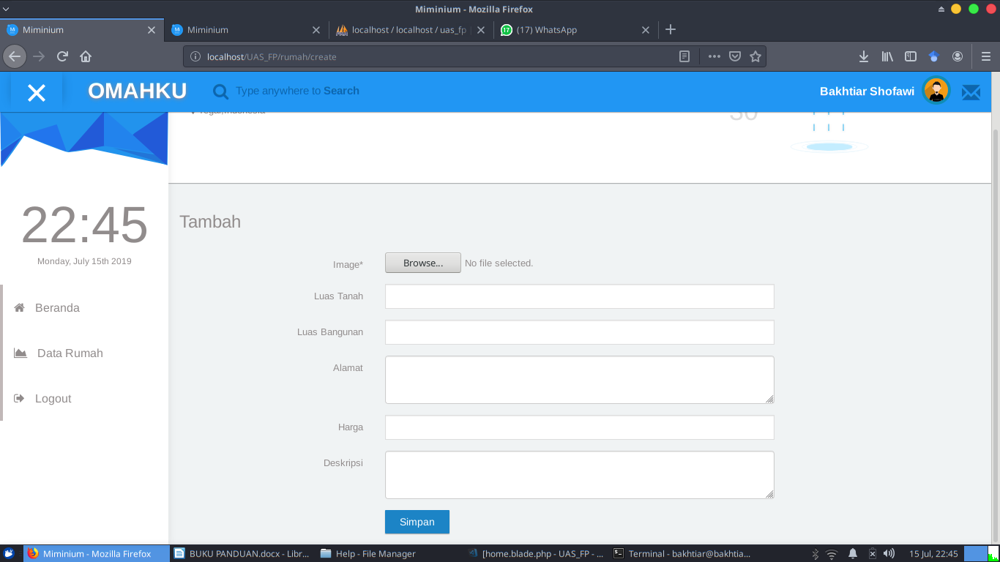 Miminium - Mozilla Firefox
Miminium
Miminium
localhost / localhost / uas_fp
(17) WhatsApp
localhost/UAS_FP/rumah/create
OMAHKU
Type anywhere to Search
Bakhtiar Shofawi
22:45
Monday, July 15th 2019
Beranda
Data Rumah
Logout
Tambah
Image*
Browse...
No file selected.
Luas Tanah
Luas Bangunan
Alamat
Harga
Deskripsi
Simpan
Miminium - Mozilla Firefox
BUKU PANDUAN.docx - Libr...
Help - File Manager
[home.blade.php - UAS_FP - ...
Terminal - bakhtiar@bakhtia...
15 Jul, 22:45